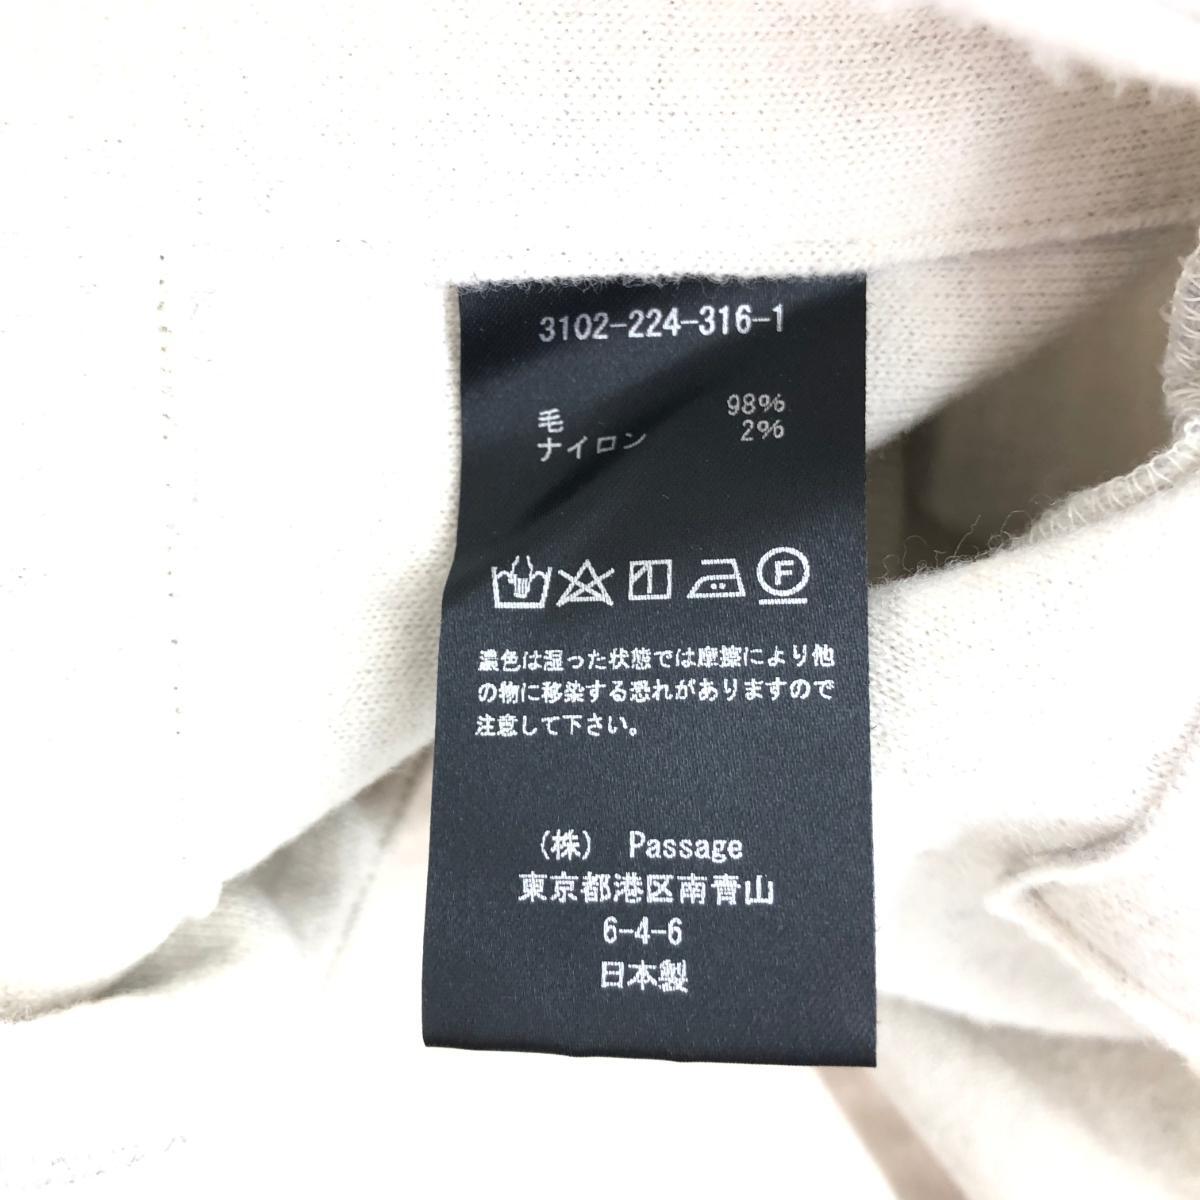 3102-224-316-1
毛 98%
ナイロン 2%
F
濃色は湿った状態では摩擦により他
の物に移染する恐れがありますので
注意して下さい。
(株) Passage
東京都港区南青山
6-4-6
日本製